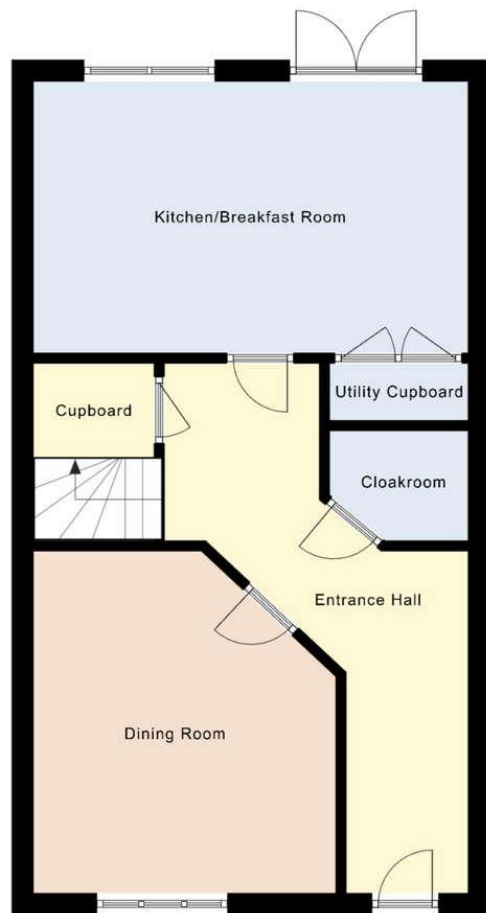 Kitchen/Breakfast Room
Utility Cupboard
Cupboard
Cloakroom
Entrance Hall
Dining Room